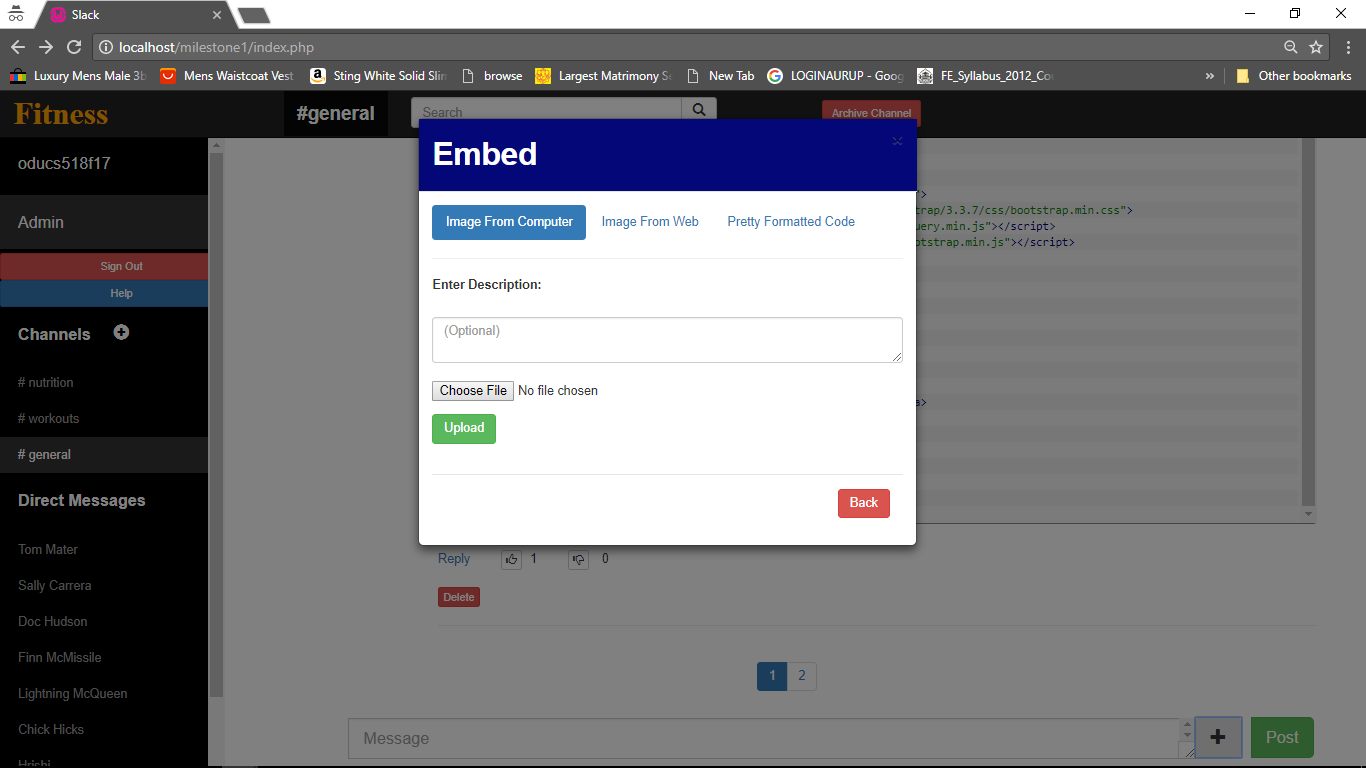 Slack
localhost/milestone1/index.php
Luxury Mens Male 3b
Mens Waistcoat Vest
Sting White Solid Slim
browse
Largest Matrimony Se
New Tab
LOGINAURUP - Goog
FE_Syllabus_2012_Cou
»
Other bookmarks
Fitness
#general
Search
Archive Channel
oducs518f17
Admin
Sign Out
Help
Channels
# nutrition
# workouts
# general
Direct Messages
Tom Mater
Sally Carrera
Doc Hudson
Finn McMissile
Lightning McQueen
Chick Hicks
Hrishi
Embed
×
Image From Computer
Image From Web
Pretty Formatted Code
Enter Description:
(Optional)
Choose File No file chosen
Upload
Back
>
trap/3.3.7/css/bootstrap.min.css">
uery.min.js"></script>
otstrap.min.js"></script>
a>
Reply 1 0
Delete
1 2
Message
+
Post